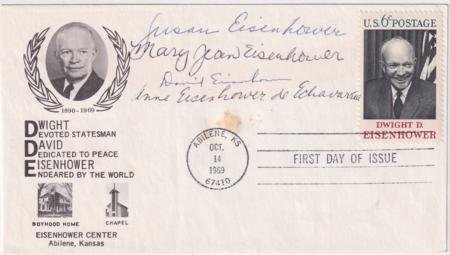 Susan Eisenhower
Mary Jean Eisenhower
David Eisenhower
Anne Eisenhower de Echavarria
U.S. 6¢ POSTAGE
DWIGHT D.
EISENHOWER
1890 - 1969
DWIGHT
DEVOTED STATESMAN
DAVID
DEDICATED TO PEACE
EISENHOWER
ENDEARED BY THE WORLD
BOYHOOD HOME
CHAPEL
EISENHOWER CENTER
Abilene, Kansas
ABILENE, KS
OCT.
14
1969
67410
FIRST DAY OF ISSUE